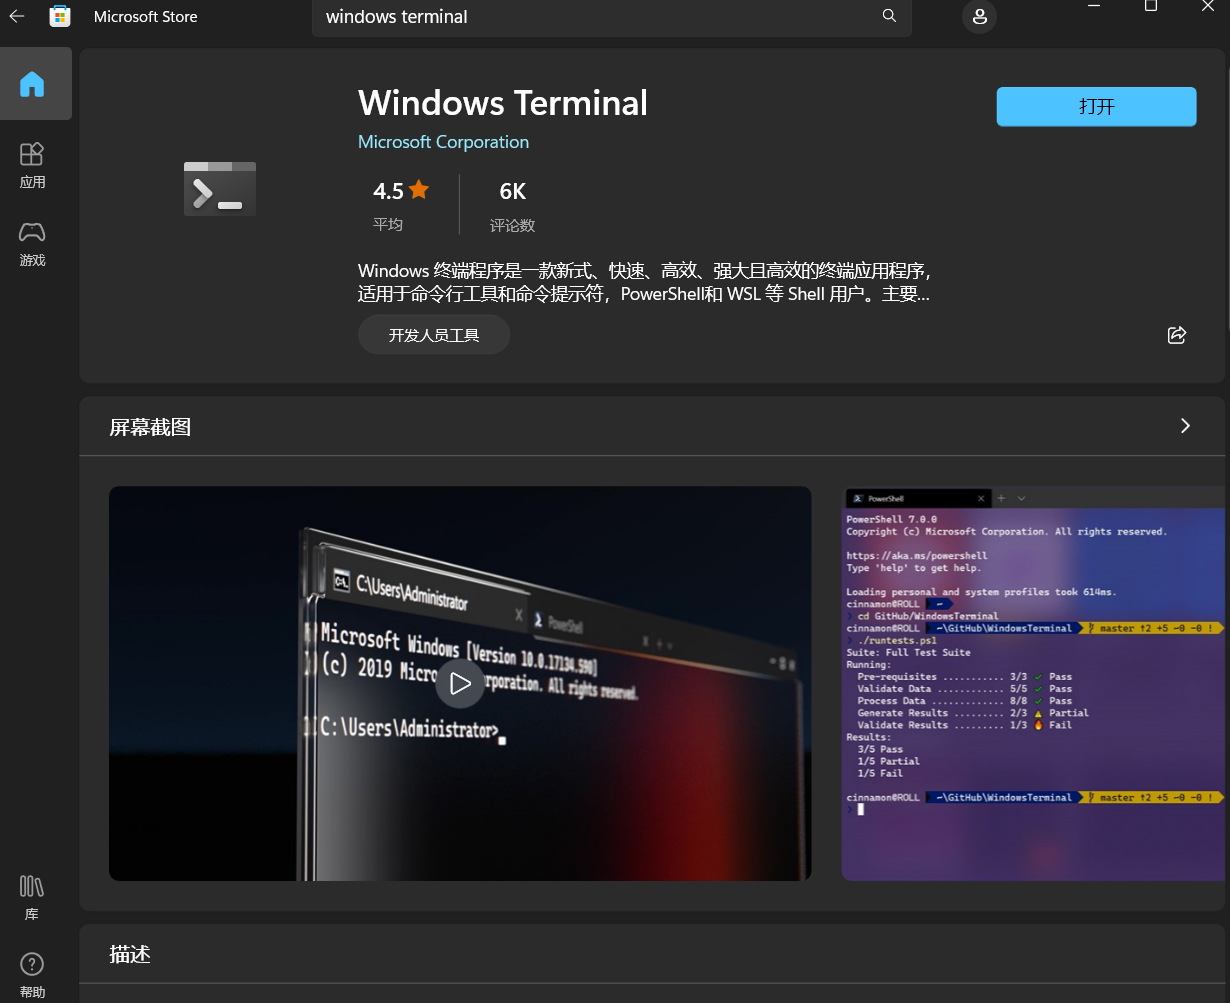 Microsoft Store
windows terminal
Windows Terminal
打开
Microsoft Corporation
4.5
6K
平均
评论数
Windows 终端程序是一款新式、快速、高效、强大且高效的终端应用程序，
适用于命令行工具和命令提示符，PowerShell和 WSL 等 Shell 用户。主要...
开发人员工具
应用
游戏
屏幕截图
C:\Users\Administrator
PowerShell
Microsoft Windows [Version 10.0.17134.590]
(c) 2019 Micro rporation. All rights reserved.
C:\Users\Administrator>
PowerShell
PowerShell 7.0.0
Copyright (c) Microsoft Corporation. All rights reserved.
https://aka.ms/powershell
Type 'help' to get help.
Loading personal and system profiles took 614ms.
cinnamon@ROLL ~
cd GitHub/WindowsTerminal
cinnamon@ROLL ~\GitHub\WindowsTerminal master ↑2 +5 ~0 -0 !
./runtests.ps1
Suite: Full Test Suite
Running:
Pre-requisites ........... 3/3 ✓ Pass
Validate Data ............ 5/5 ✓ Pass
Process Data ............. 8/8 ✓ Pass
Generate Results ......... 2/3 ⚠ Partial
Validate Results ......... 1/3 🔥 Fail
Results:
3/5 Pass
1/5 Partial
1/5 Fail
cinnamon@ROLL ~\GitHub\WindowsTerminal master ↑2 +5 ~0 -0 !
库
帮助
描述